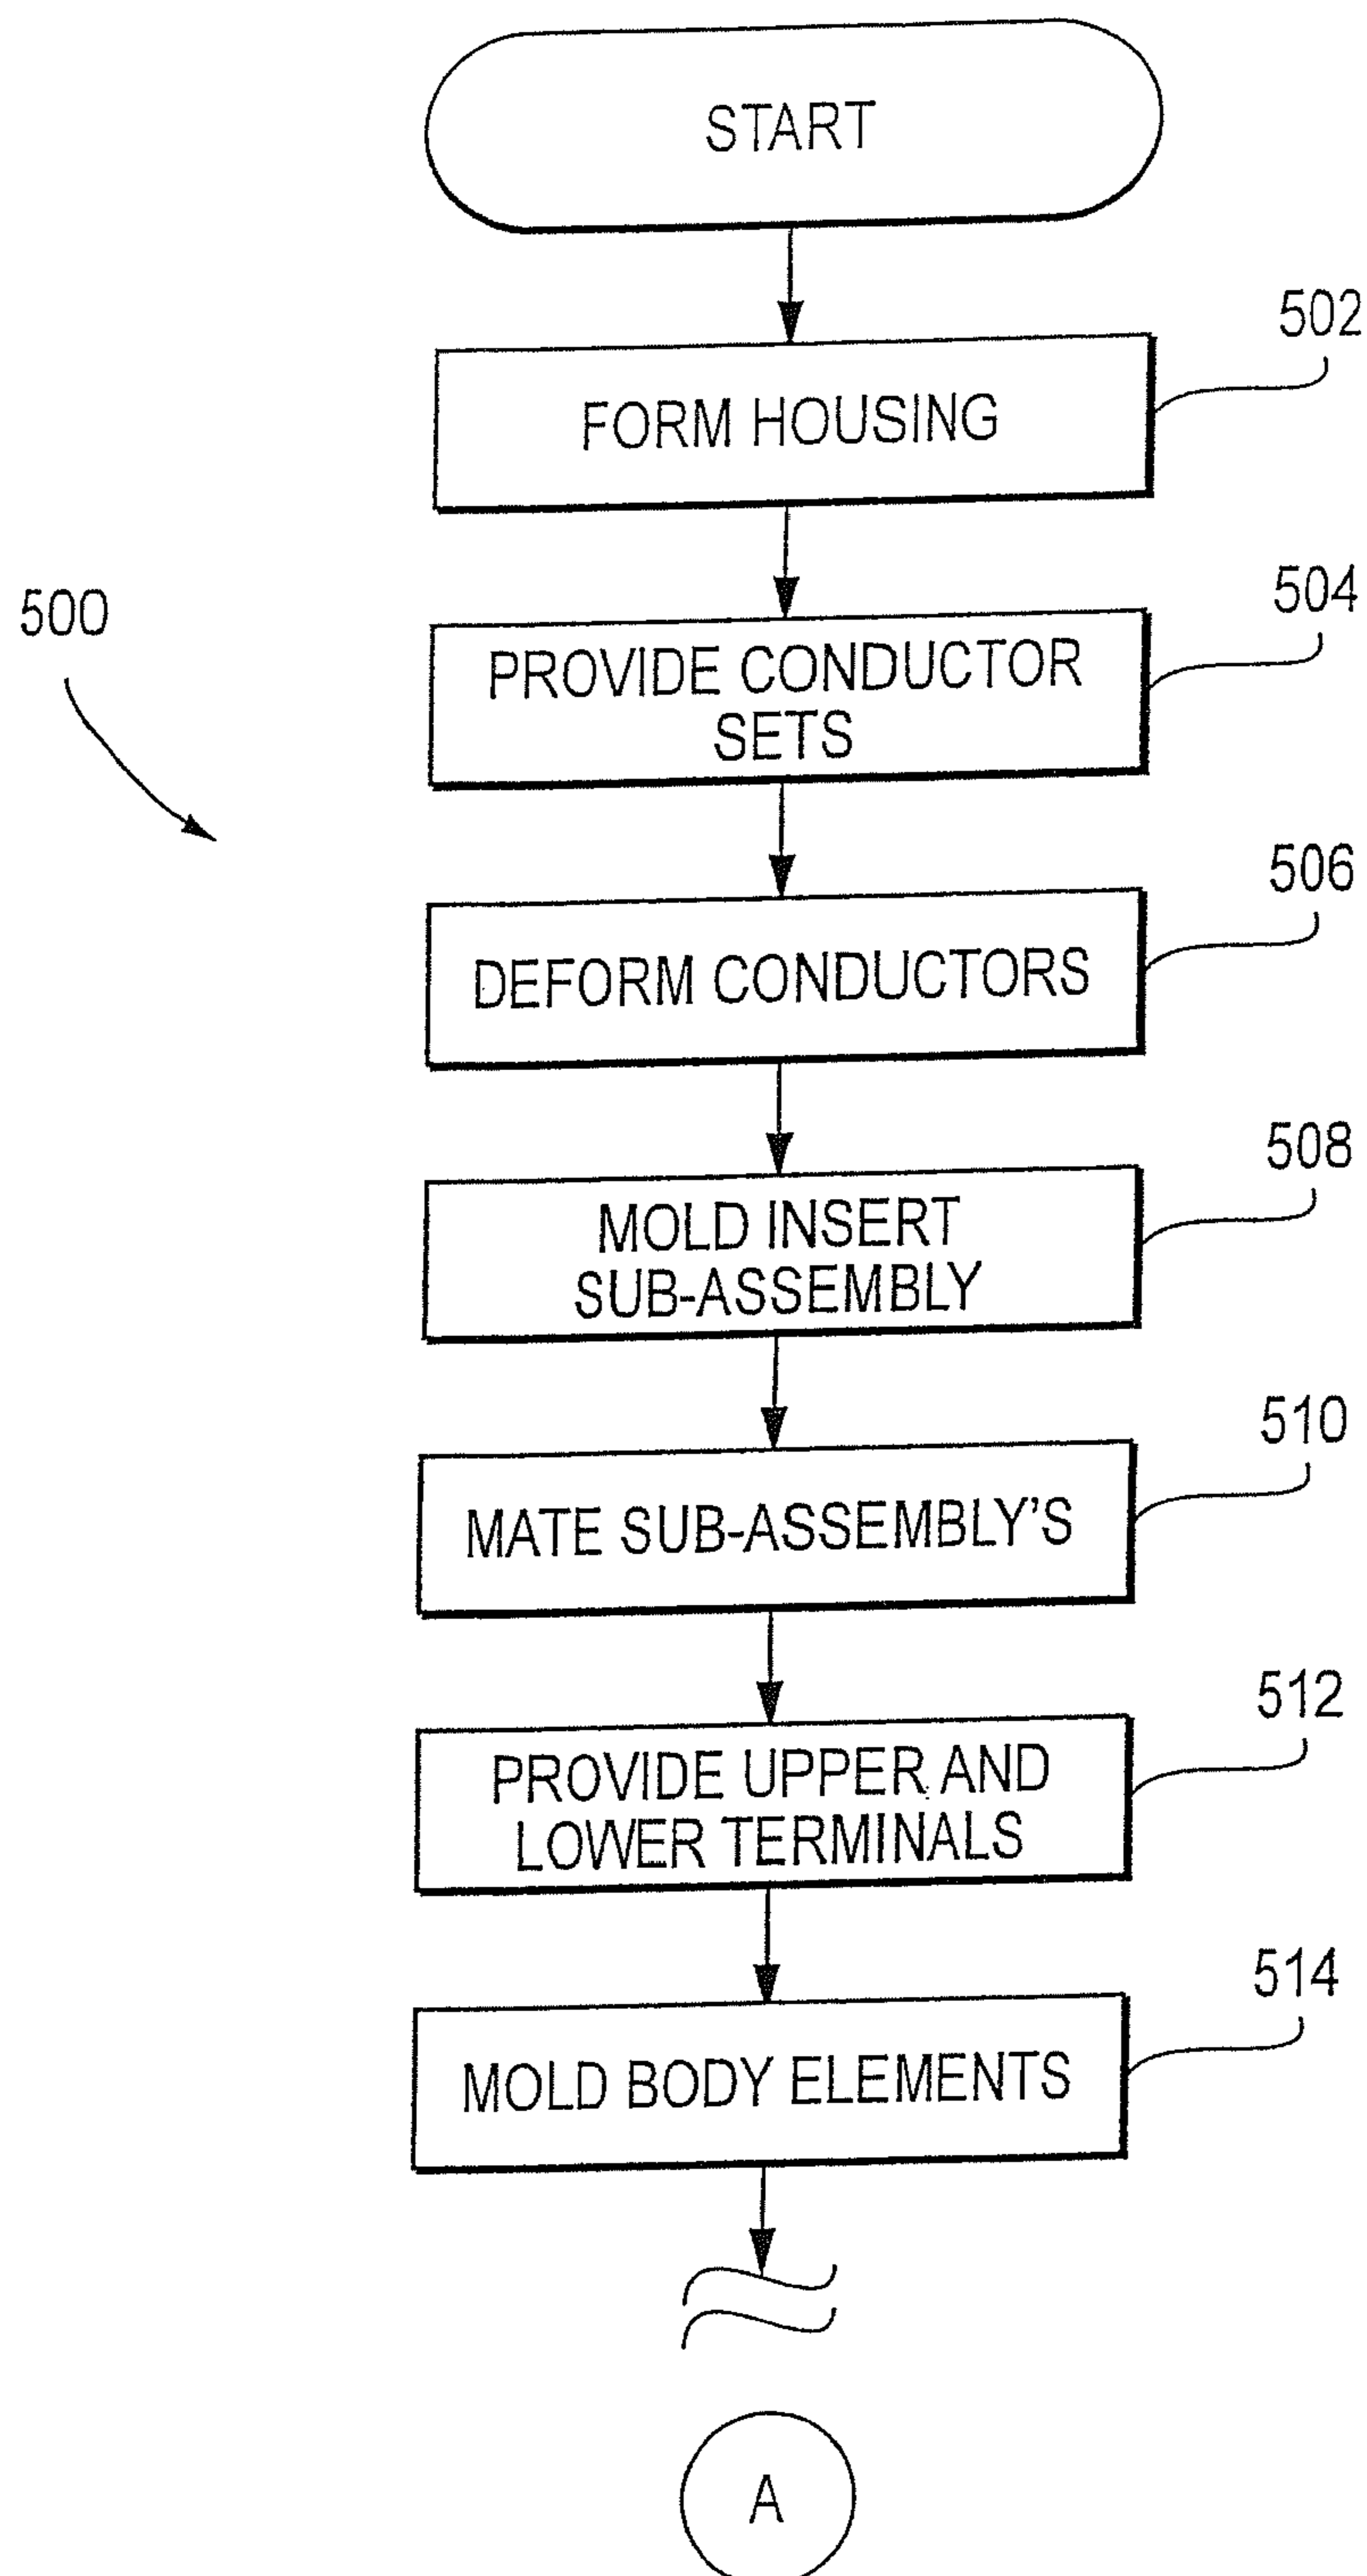 START
502
FORM HOUSING
500
504
PROVIDE CONDUCTOR
SETS
506
DEFORM CONDUCTORS
508
MOLD INSERT
SUB-ASSEMBLY
510
MATE SUB-ASSEMBLY'S
512
PROVIDE UPPER AND
LOWER TERMINALS
514
MOLD BODY ELEMENTS
A